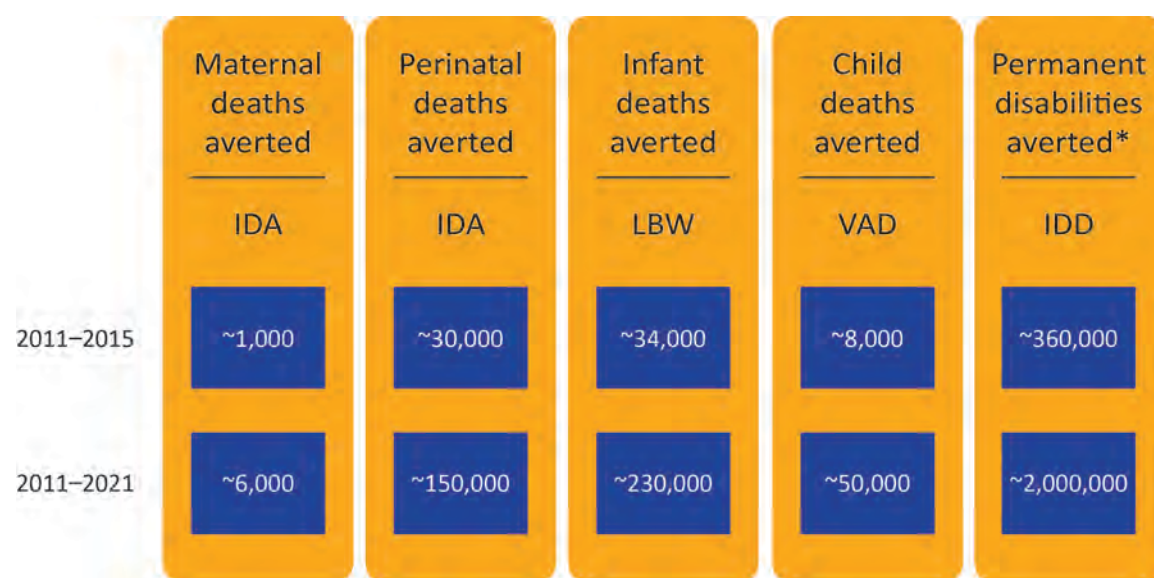 Maternal
deaths
averted
IDA
Perinatal
deaths
averted
IDA
Infant
deaths
averted
LBW
Child
deaths
averted
VAD
Permanent
disabilities
averted*
IDD
2011–2015
~1,000
~30,000
~34,000
~8,000
~360,000
2011–2021
~6,000
~150,000
~230,000
~50,000
~2,000,000